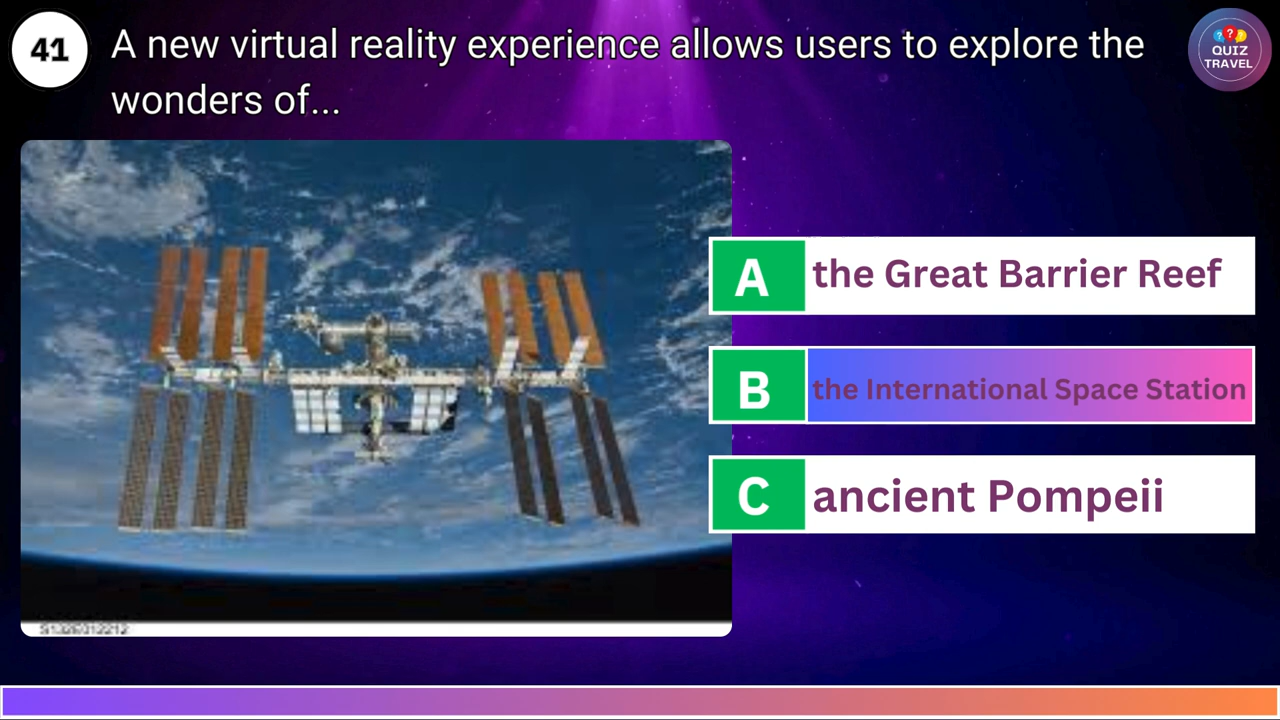 41
A new virtual reality experience allows users to explore the
wonders of...
QUIZ
TRAVEL
A
the Great Barrier Reef
B
the International Space Station
C
ancient Pompeii